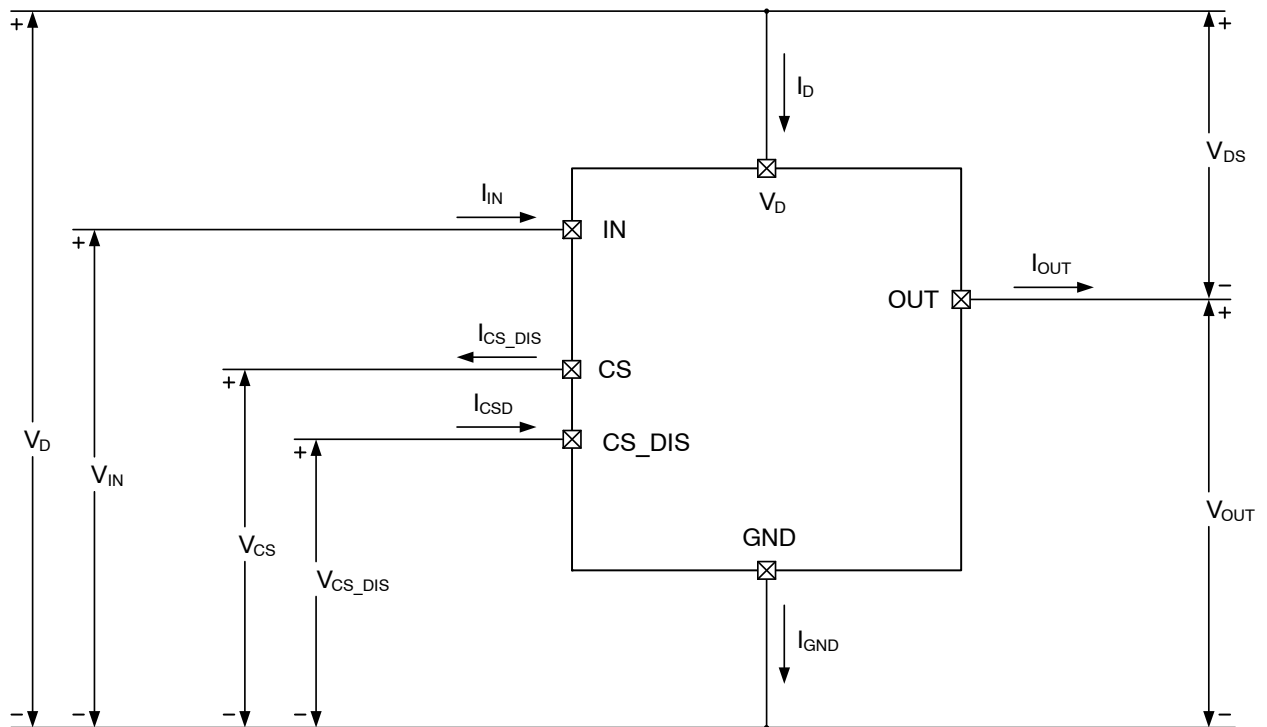 +
+
I_D
V_DS
V_D
I_IN
IN
+
I_OUT
OUT
−
+
I_CS_DIS
CS
+
I_CSD
CS_DIS
+
V_D
V_IN
V_OUT
GND
V_CS
V_CS_DIS
I_GND
−
−
−
−
−